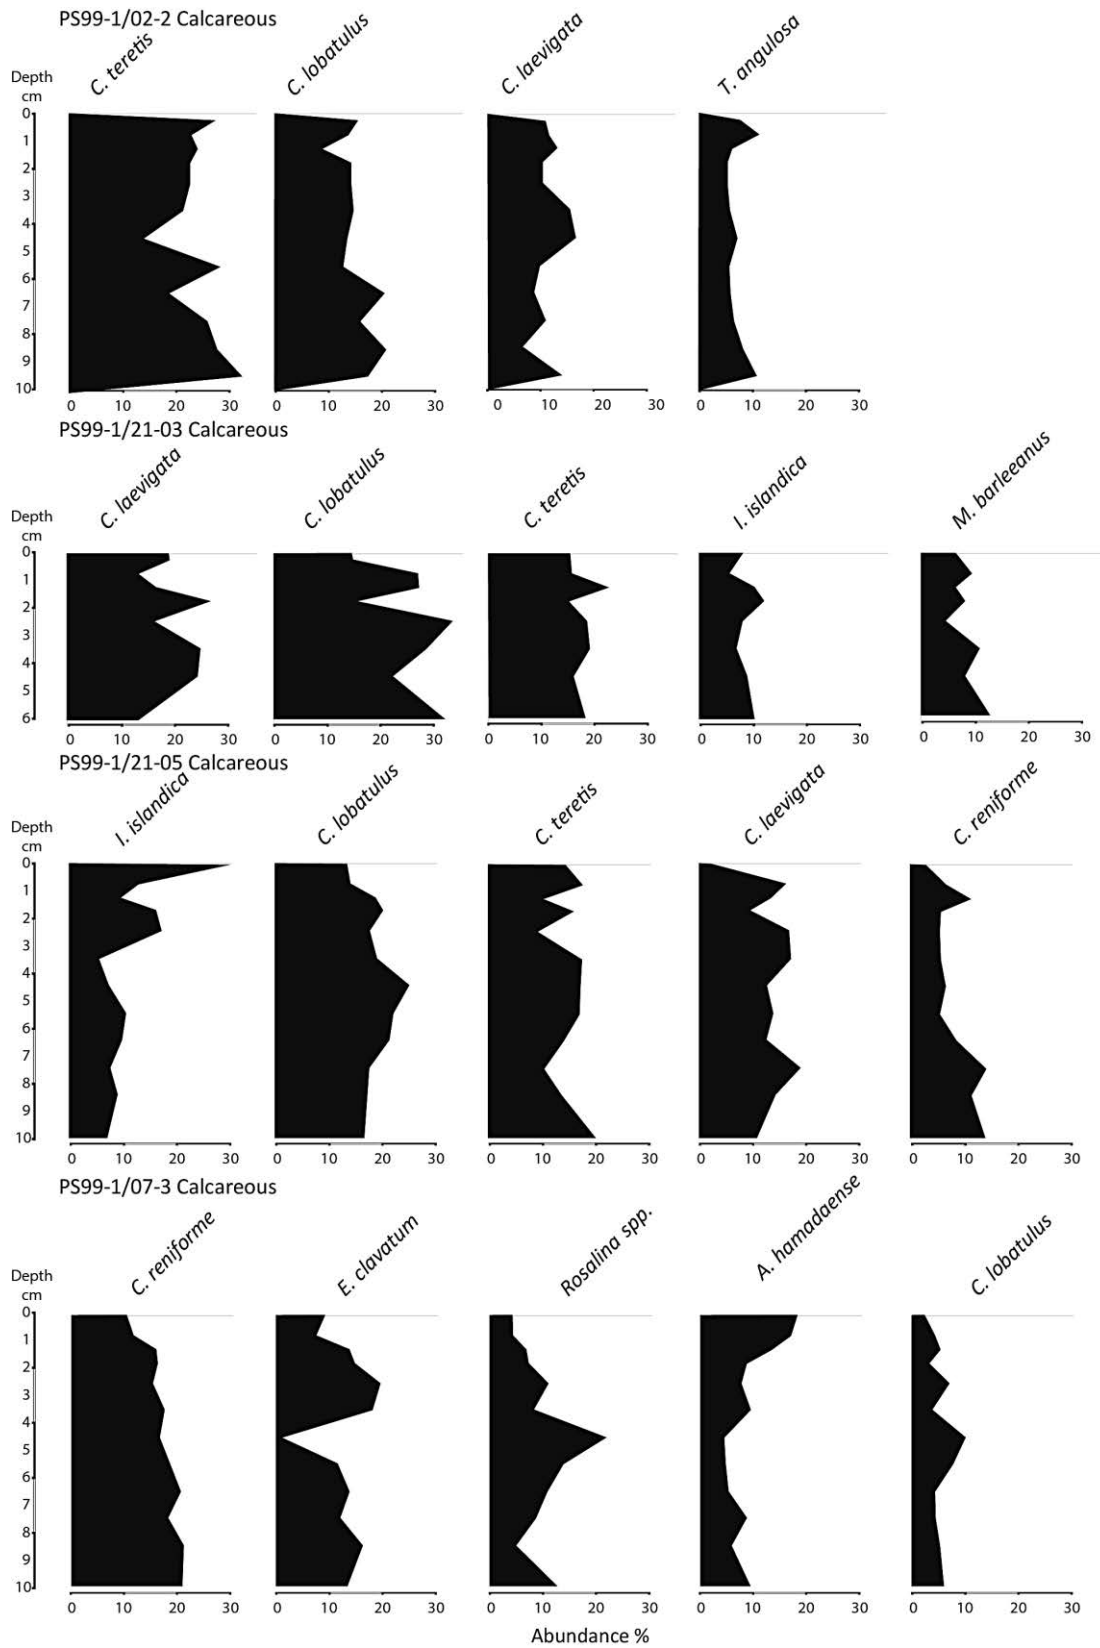 PS99-1/02-2 Calcareous
C. teretis
C. lobatulus
C. laevigata
T. angulosa
Depth
cm
0
1
2
3
4
5
6
7
8
9
10
0 10 20 30
0 10 20 30
0 10 20 30
0 10 20 30
PS99-1/21-03 Calcareous
C. laevigata
C. lobatulus
C. teretis
I. islandica
M. barleeanus
Depth
cm
0
1
2
3
4
5
6
0 10 20 30
0 10 20 30
0 10 20 30
0 10 20 30
0 10 20 30
PS99-1/21-05 Calcareous
I. islandica
C. lobatulus
C. teretis
C. laevigata
C. reniforme
Depth
cm
0
1
2
3
4
5
6
7
8
9
10
0 10 20 30
0 10 20 30
0 10 20 30
0 10 20 30
0 10 20 30
PS99-1/07-3 Calcareous
C. reniforme
E. clavatum
Rosalina spp.
A. hamadaense
C. lobatulus
Depth
cm
0
1
2
3
4
5
6
7
8
9
10
0 10 20 30
0 10 20 30
0 10 20 30
0 10 20 30
0 10 20 30
Abundance %